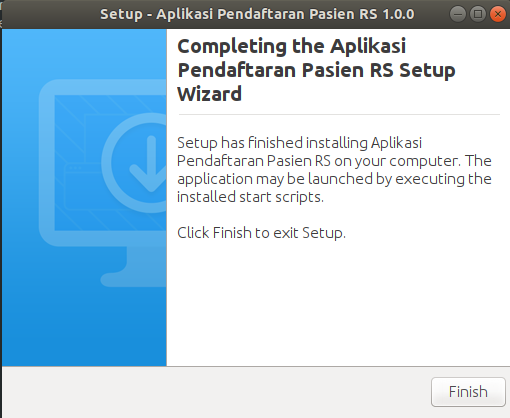 Setup - Aplikasi Pendaftaran Pasien RS 1.0.0
Completing the Aplikasi
Pendaftaran Pasien RS Setup
Wizard
Setup has finished installing Aplikasi
Pendaftaran Pasien RS on your computer. The
application may be launched by executing the
installed start scripts.
Click Finish to exit Setup.
Finish